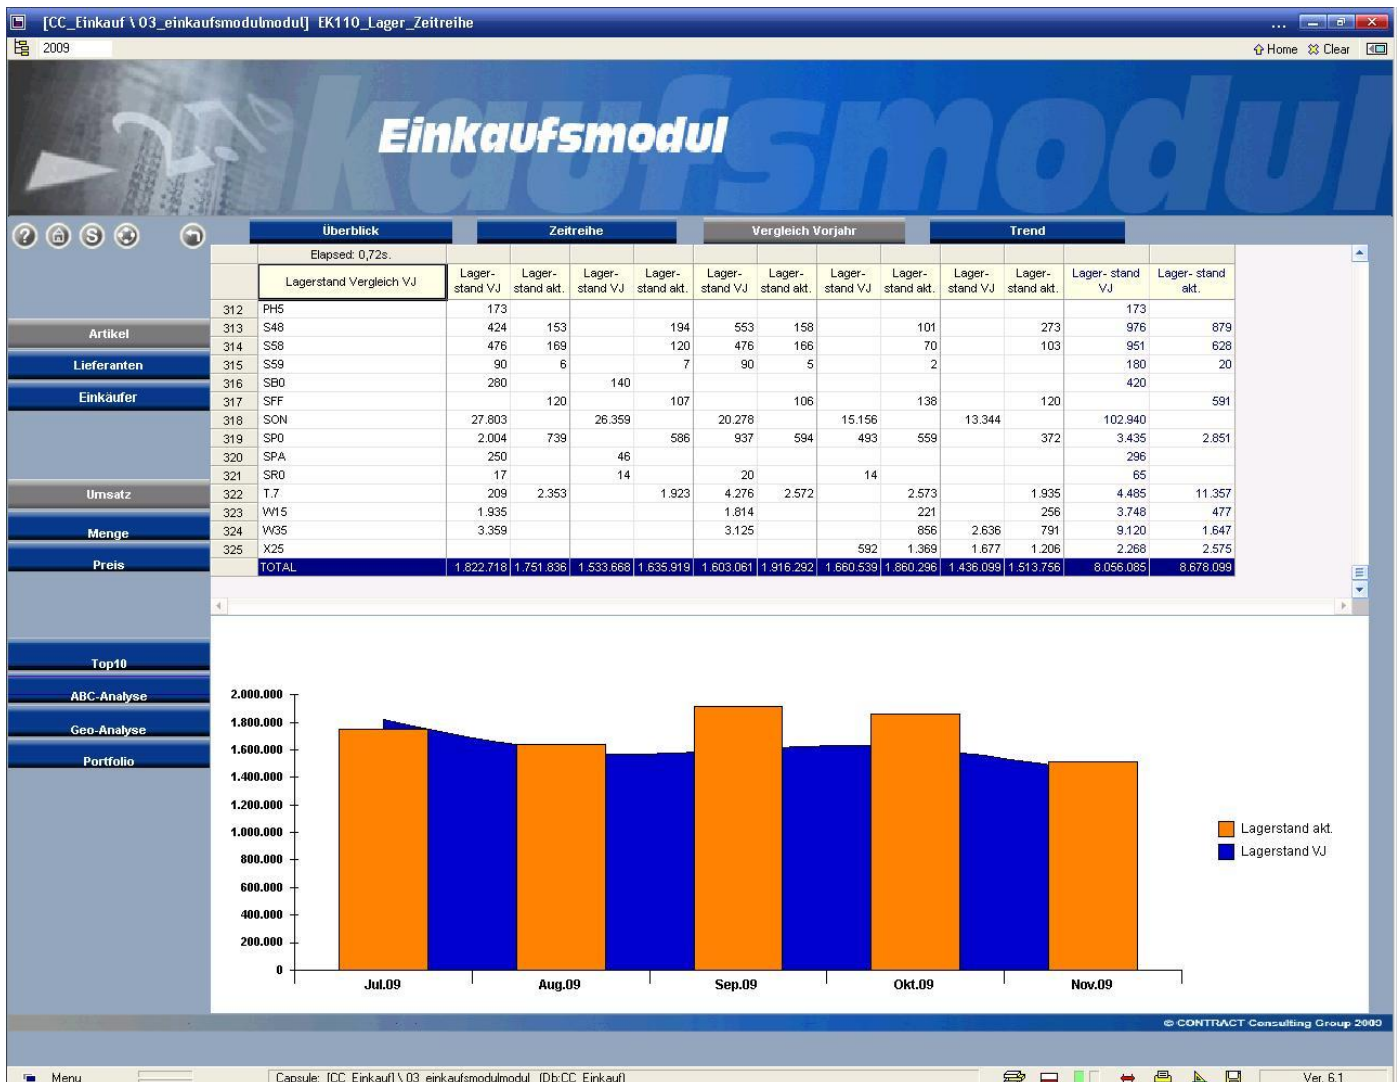 [CC_Einkauf \ 03_einkaufsmodulmodul] EK110_Lager_Zeitreihe ...
2009 Home Clear
Einkaufsmodul
Überblick Zeitreihe Vergleich Vorjahr Trend
Elapsed: 0,72s.
Lagerstand Vergleich VJ Lager- stand VJ Lager- stand akt. Lager- stand VJ Lager- stand akt. Lager- stand VJ Lager- stand akt. Lager- stand VJ Lager- stand akt. Lager- stand VJ Lager- stand akt. Lager- stand VJ Lager- stand akt.
312 PH5 173 173
313 S48 424 153 194 553 158 101 273 976 879
314 S58 476 169 120 476 166 70 103 951 628
315 S59 90 6 7 90 5 2 180 20
316 SB0 280 140 420
317 SFF 120 107 106 138 120 591
318 SON 27.803 26.359 20.278 15.156 13.344 102.940
319 SP0 2.004 739 586 937 594 493 559 372 3.435 2.851
320 SPA 250 46 296
321 SR0 17 14 20 14 65
322 T.7 209 2.353 1.923 4.276 2.572 2.573 1.935 4.485 11.357
323 W15 1.935 1.814 221 256 3.748 477
324 W35 3.359 3.125 856 2.636 791 9.120 1.647
325 X25 592 1.369 1.677 1.206 2.268 2.575
TOTAL 1.822.718 1.751.836 1.533.668 1.635.919 1.603.061 1.916.292 1.660.539 1.860.296 1.436.099 1.513.756 8.056.085 8.678.099
Artikel
Lieferanten
Einkäufer
Umsatz
Menge
Preis
Top10
ABC-Analyse
Geo-Analyse
Portfolio
2.000.000
1.800.000
1.600.000
1.400.000
1.200.000
1.000.000
800.000
600.000
400.000
200.000
0
Jul.09 Aug.09 Sep.09 Okt.09 Nov.09
Lagerstand akt.
Lagerstand VJ
© CONTRACT Consulting Group 2009
Menu Capsule: [CC_Einkauf] \ 03_einkaufsmodulmodul (Db:CC_Einkauf) Ver. 6.1